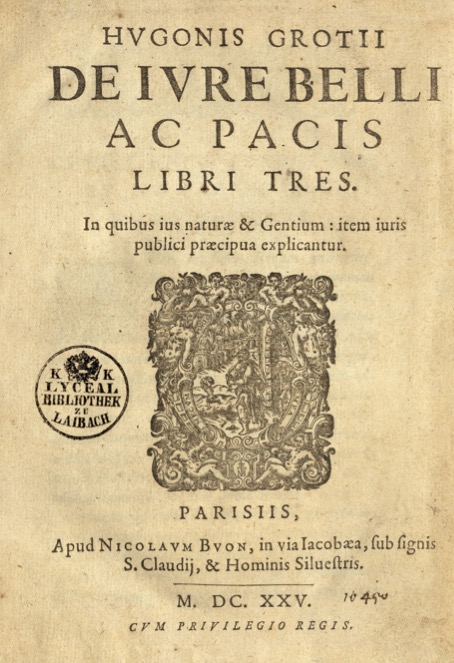 HVGONIS GROTII
DE IVRE BELLI
AC PACIS
LIBRI TRES.
In quibus ius naturæ & Gentium : item iuris
publici præcipua explicantur.
K K
LYCEAL
BIBLIOTHEK
ZU
LAIBACH
PARISIIS,
Apud NICOLAVM BVON, in via Iacobæa, sub signis
S. Claudij, & Hominis Siluestris.
M. DC. XXV.
10450
CVM PRIVILEGIO REGIS.